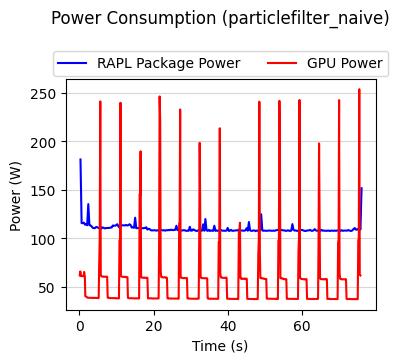 Power Consumption (particlefilter_naive)
RAPL Package Power
GPU Power
250
200
150
100
50
Power (W)
0
20
40
60
Time (s)